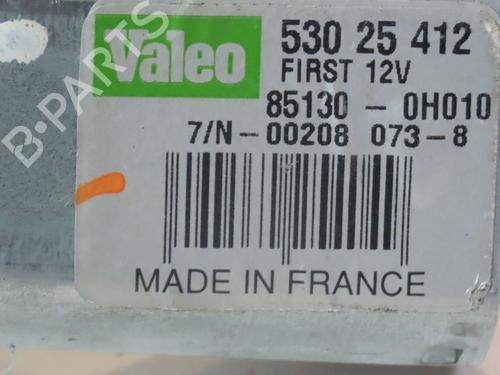 Valeo
530 25 412
FIRST 12V
85130 - 0H010
7/N - 00208 073-8
MADE IN FRANCE
B-PARTS